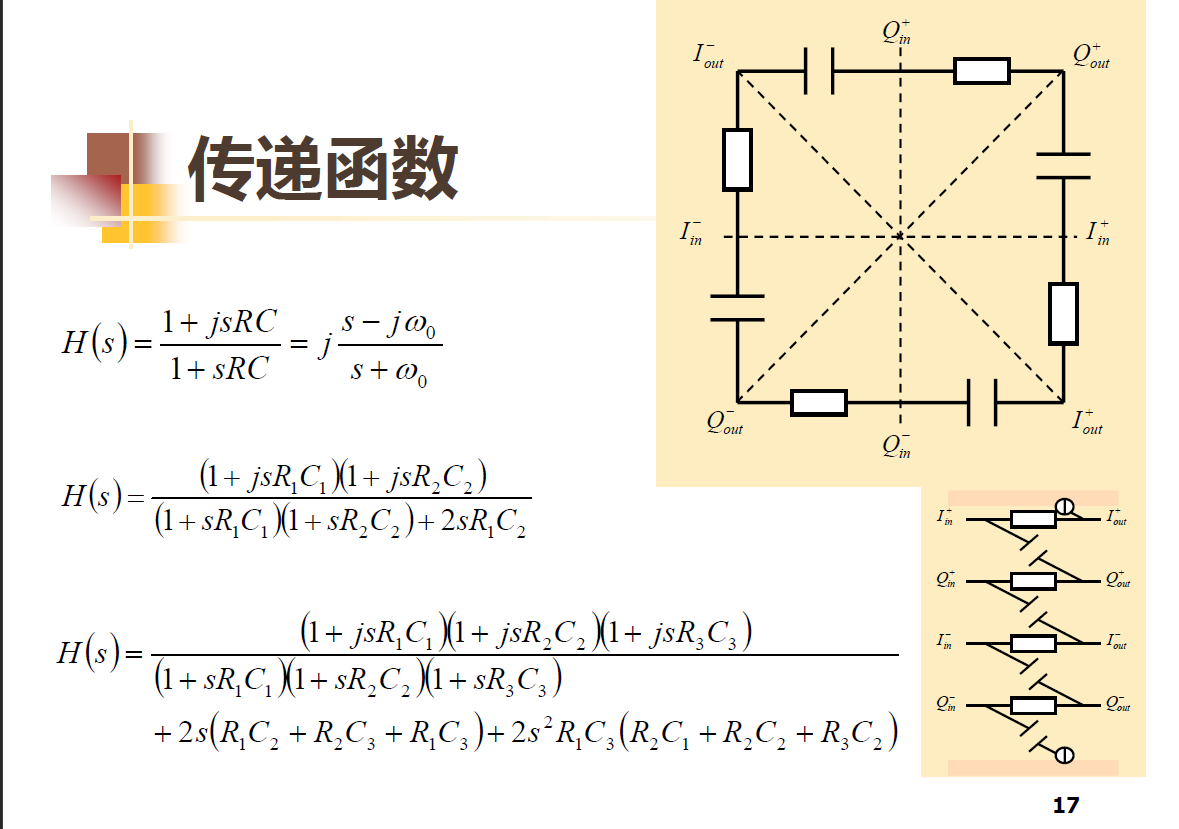 传递函数
H(s) = \frac{1 + jsRC}{1 + sRC} = j \frac{s - j\omega_0}{s + \omega_0}
H(s) = \frac{(1 + jsR_1C_1)(1 + jsR_2C_2)}{(1 + sR_1C_1)(1 + sR_2C_2) + 2sR_1C_2}
H(s) = \frac{(1 + jsR_1C_1)(1 + jsR_2C_2)(1 + jsR_3C_3)}{(1 + sR_1C_1)(1 + sR_2C_2)(1 + sR_3C_3) + 2s(R_1C_2 + R_2C_3 + R_1C_3) + 2s^2R_1C_3(R_2C_1 + R_2C_2 + R_3C_2)}
Q_{in}^+
I_{out}^- Q_{out}^+
I_{in}^- I_{in}^+
Q_{out}^- I_{out}^+
Q_{in}^-
I_{in}^+ I_{out}^+
Q_{in}^+ Q_{out}^+
I_{in}^- I_{out}^-
Q_{in}^- Q_{out}^-
17